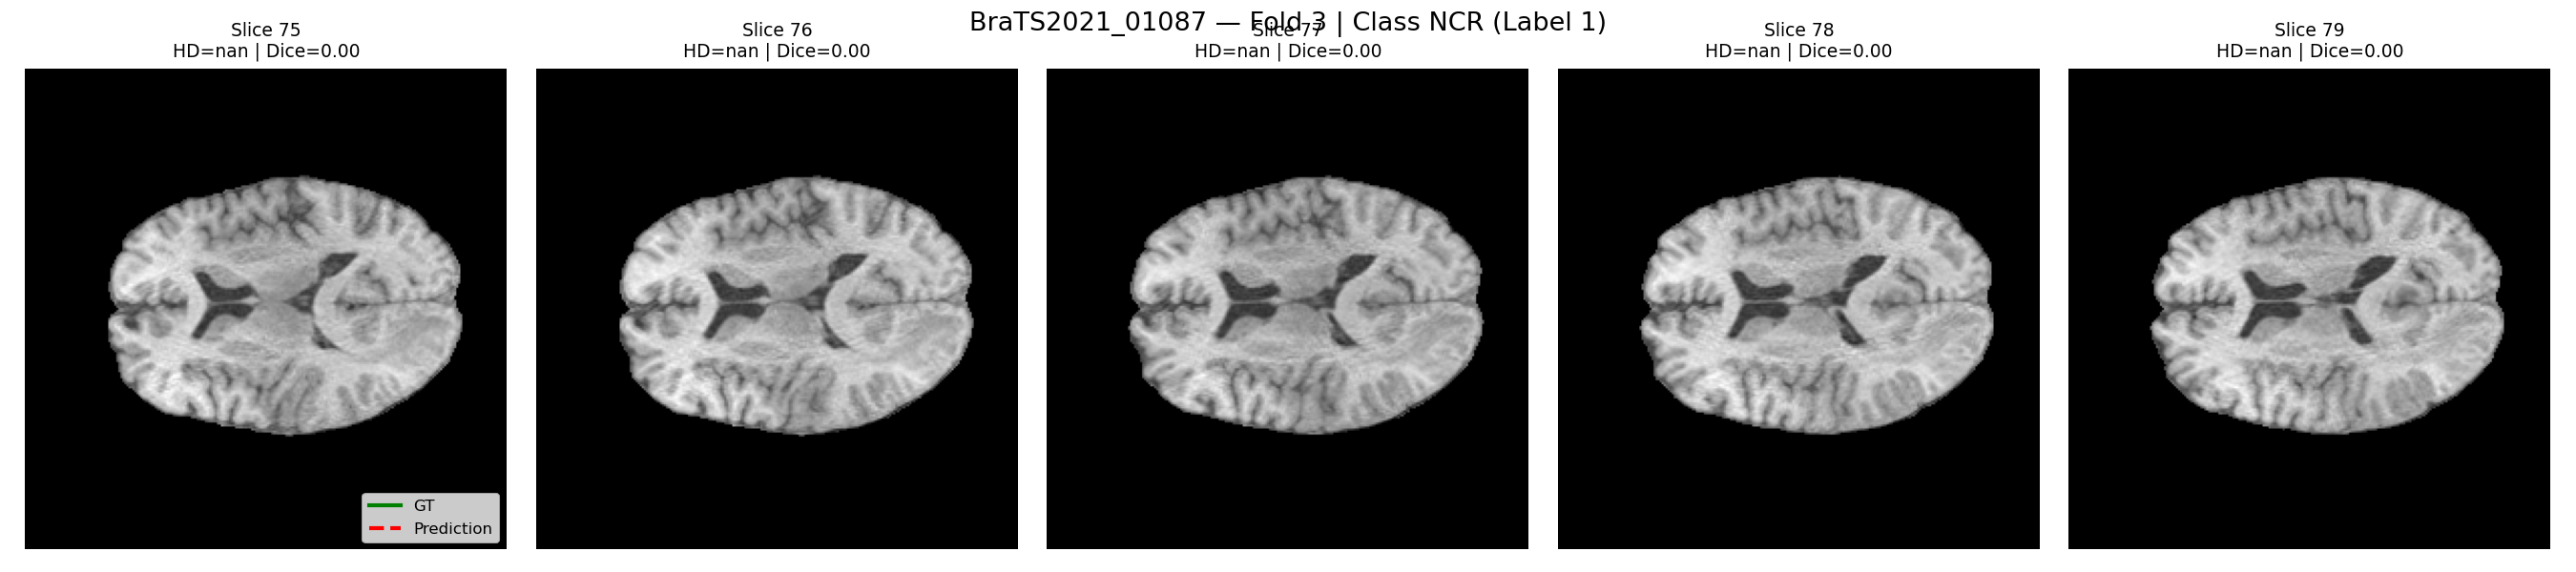 BraTS2021_01087 — Fold 3 | Class NCR (Label 1)
Slice 75
HD=nan | Dice=0.00
Slice 76
HD=nan | Dice=0.00
Slice 77
HD=nan | Dice=0.00
Slice 78
HD=nan | Dice=0.00
Slice 79
HD=nan | Dice=0.00
GT
Prediction